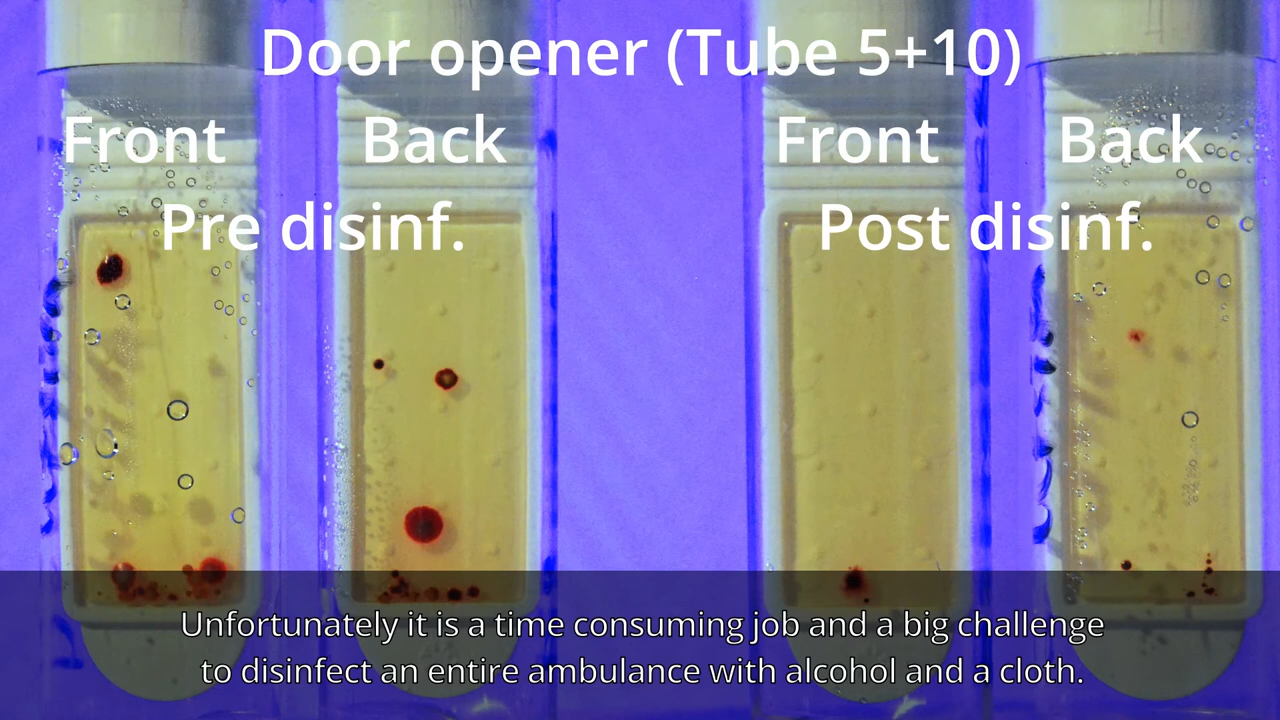 Door opener (Tube 5+10)
Front Back Front Back
Pre disinf. Post disinf.
Unfortunately it is a time consuming job and a big challenge
to disinfect an entire ambulance with alcohol and a cloth.